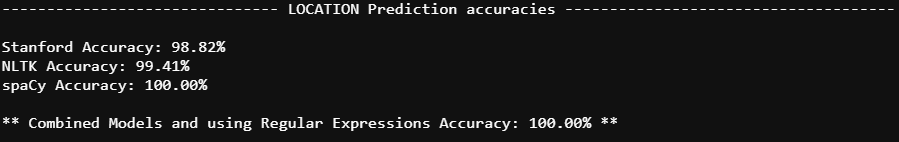 ------------------------------- LOCATION Prediction accuracies -------------------------------------
Stanford Accuracy: 98.82%
NLTK Accuracy: 99.41%
spaCy Accuracy: 100.00%
** Combined Models and using Regular Expressions Accuracy: 100.00% **